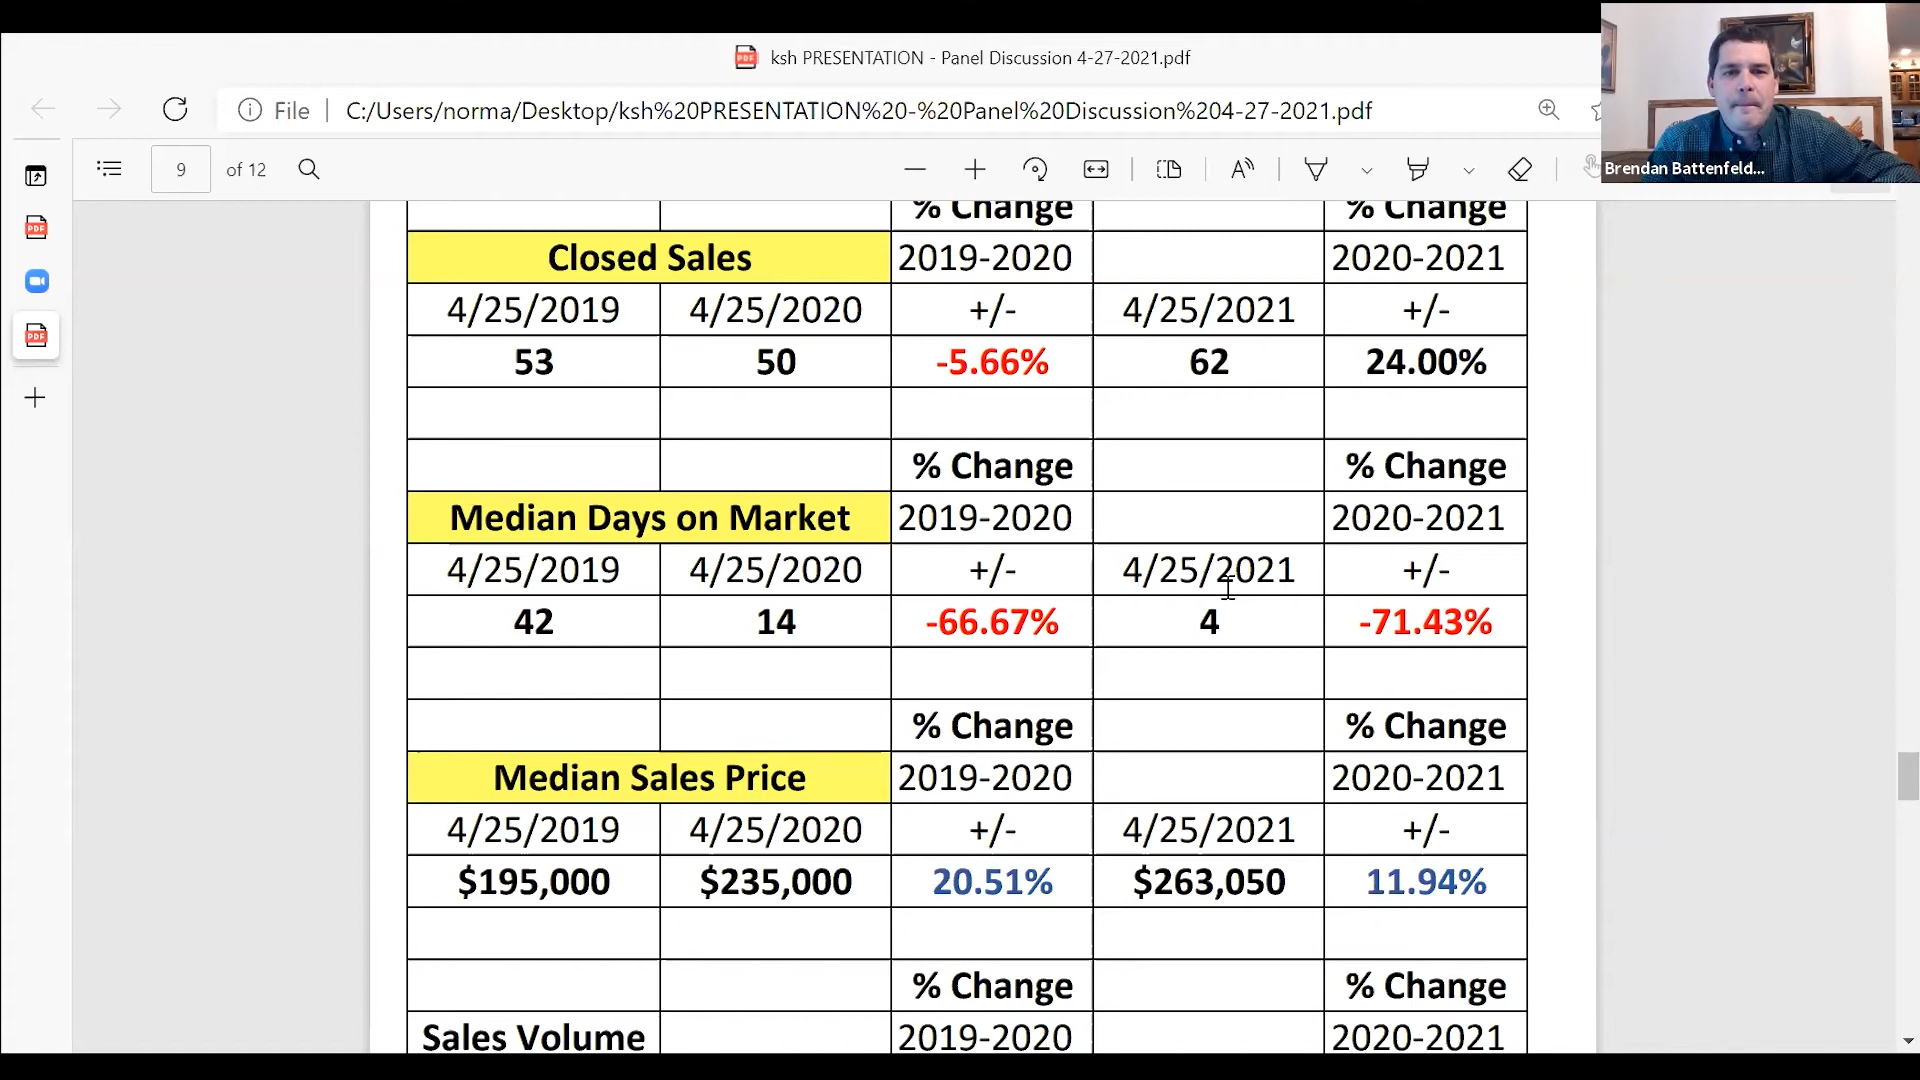 ksh PRESENTATION - Panel Discussion 4-27-2021.pdf
File | C:/Users/norma/Desktop/ksh%20PRESENTATION%20-%20Panel%20Discussion%204-27-2021.pdf
9 of 12
Brendan Battenfeld...
% Change % Change
Closed Sales 2019-2020 2020-2021
4/25/2019 4/25/2020 +/- 4/25/2021 +/-
53 50 -5.66% 62 24.00%
% Change % Change
Median Days on Market 2019-2020 2020-2021
4/25/2019 4/25/2020 +/- 4/25/2021 +/-
42 14 -66.67% 4 -71.43%
% Change % Change
Median Sales Price 2019-2020 2020-2021
4/25/2019 4/25/2020 +/- 4/25/2021 +/-
$195,000 $235,000 20.51% $263,050 11.94%
% Change % Change
Sales Volume 2019-2020 2020-2021